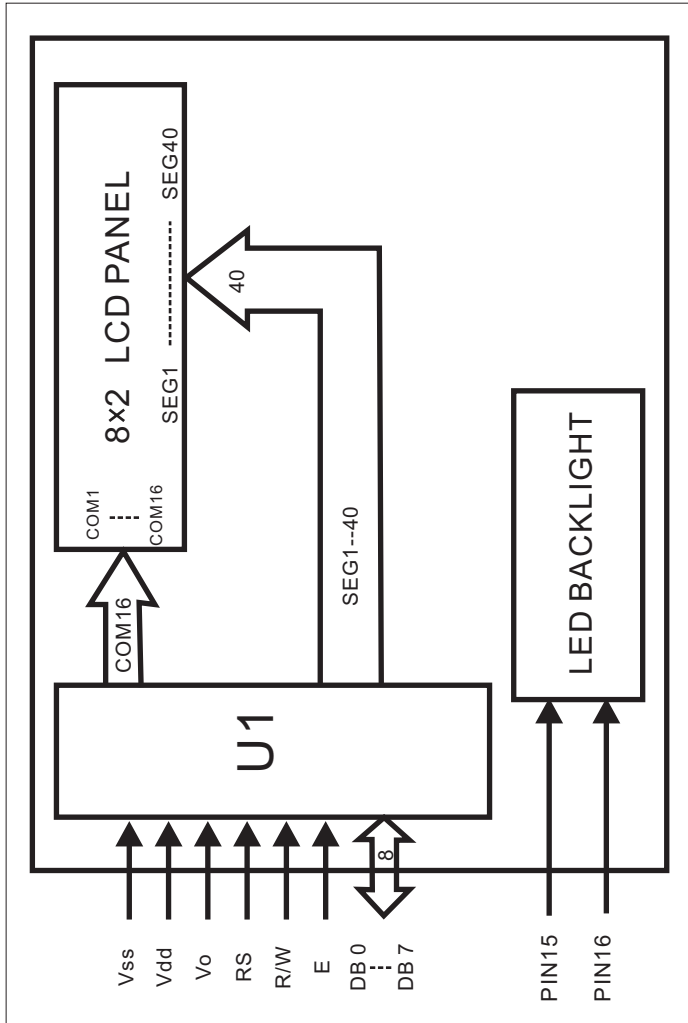 8×2 LCD PANEL
COM1
COM16
SEG1
SEG40
COM16
40
SEG1--40
U1
Vss
Vdd
Vo
RS
R/W
E
DB 0
DB 7
8
LED BACKLIGHT
PIN15
PIN16